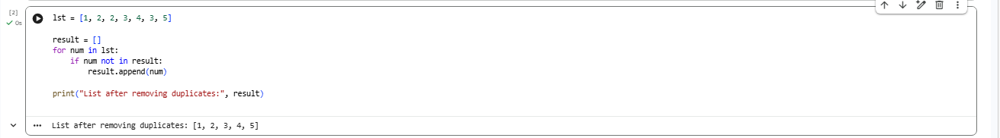 [2]
0s
lst = [1, 2, 2, 3, 4, 3, 5]
result = []
for num in lst:
    if num not in result:
        result.append(num)
print("List after removing duplicates:", result)
List after removing duplicates: [1, 2, 3, 4, 5]